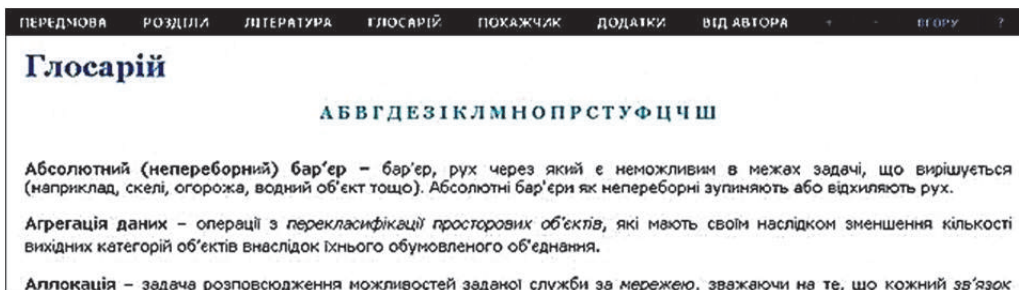 ПЕРЕДМОВА РОЗДІЛИ ЛІТЕРАТУРА ГЛОСАРІЙ ПОКАЖЧИК ДОДАТКИ ВІД АВТОРА + - ВГОРУ ?
Глосарій
А Б В Г Д Е З І К Л М Н О П Р С Т У Ф Ц Ч Ш
Абсолютний (непереборний) бар'єр – бар'єр, рух через який є неможливим в межах задачі, що вирішується
(наприклад, скелі, огорожа, водний об'єкт тощо). Абсолютні бар'єри як непереборні зупиняють або відхиляють рух.
Агрегація даних – операції з перекласифікації просторових об'єктів, які мають своїм наслідком зменшення кількості
вихідних категорій об'єктів внаслідок їхнього обумовленого об'єднання.
Аллокація – задача розповсюдження можливостей заданої служби за мережею, зважаючи на те, що кожний зв'язок